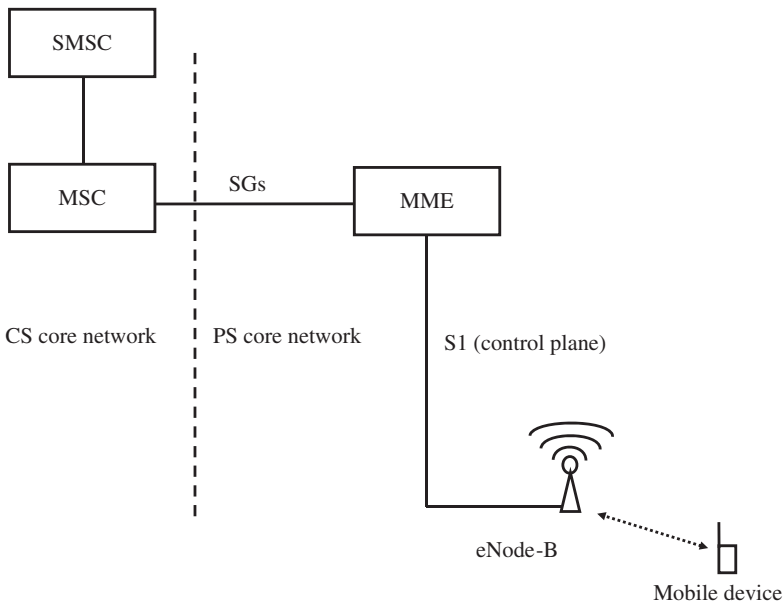 SMSC
MSC
SGs
MME
CS core network
PS core network
S1 (control plane)
eNode-B
Mobile device